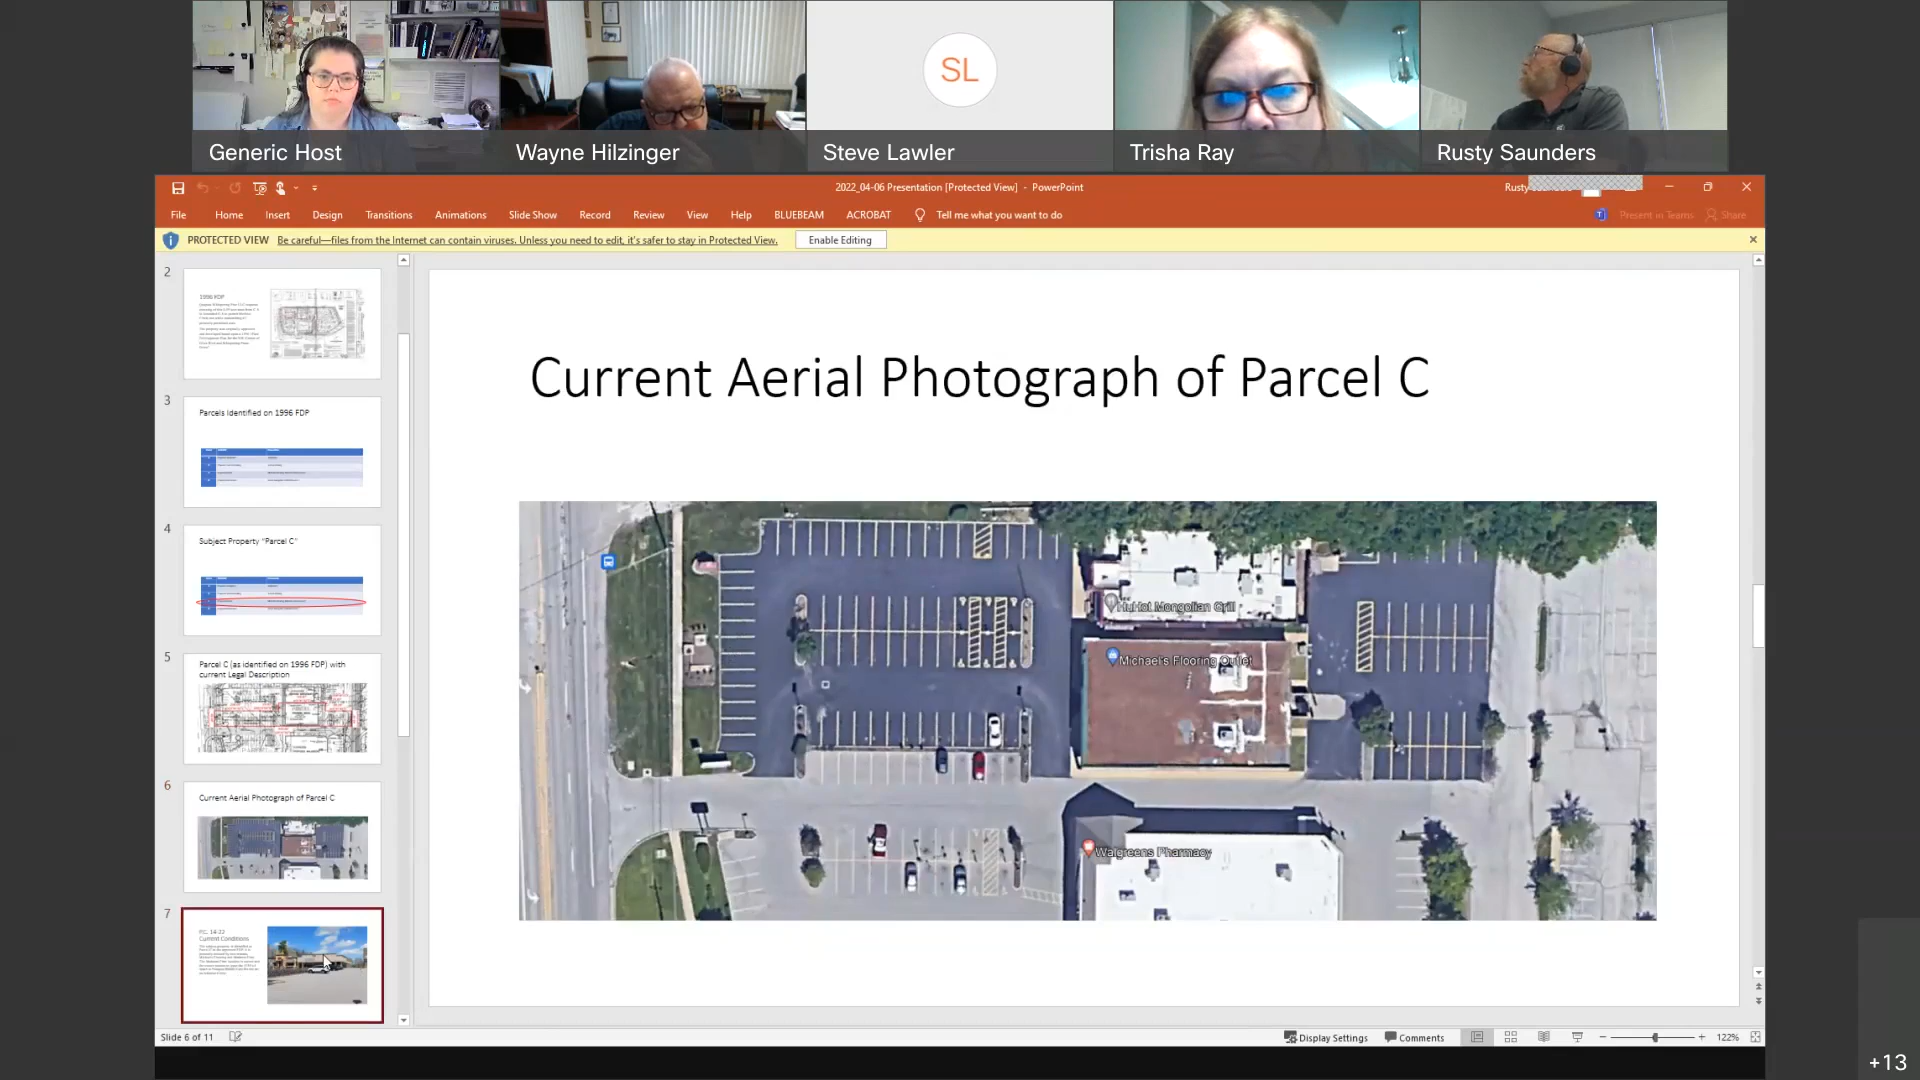 SL
Generic Host
Wayne Hilzinger
Steve Lawler
Trisha Ray
Rusty Saunders
2022_04-06 Presentation [Protected View] - PowerPoint
Rusty
File Home Insert Design Transitions Animations Slide Show Record Review View Help BLUEBEAM ACROBAT Tell me what you want to do
Present in Teams Share
PROTECTED VIEW Be careful—files from the Internet can contain viruses. Unless you need to edit, it's safer to stay in Protected View. Enable Editing
2
1996 FDP
3
Parcels Identified on 1996 FDP
4
Subject Property "Parcel C"
5
Parcel C (as identified on 1996 FDP) with
current Legal Description
6
Current Aerial Photograph of Parcel C
7
Current Conditions
Current Aerial Photograph of Parcel C
HuHot Mongolian Grill
Michael's Flooring Outlet
Walgreens Pharmacy
Slide 6 of 11
Display Settings Comments 122%
+13